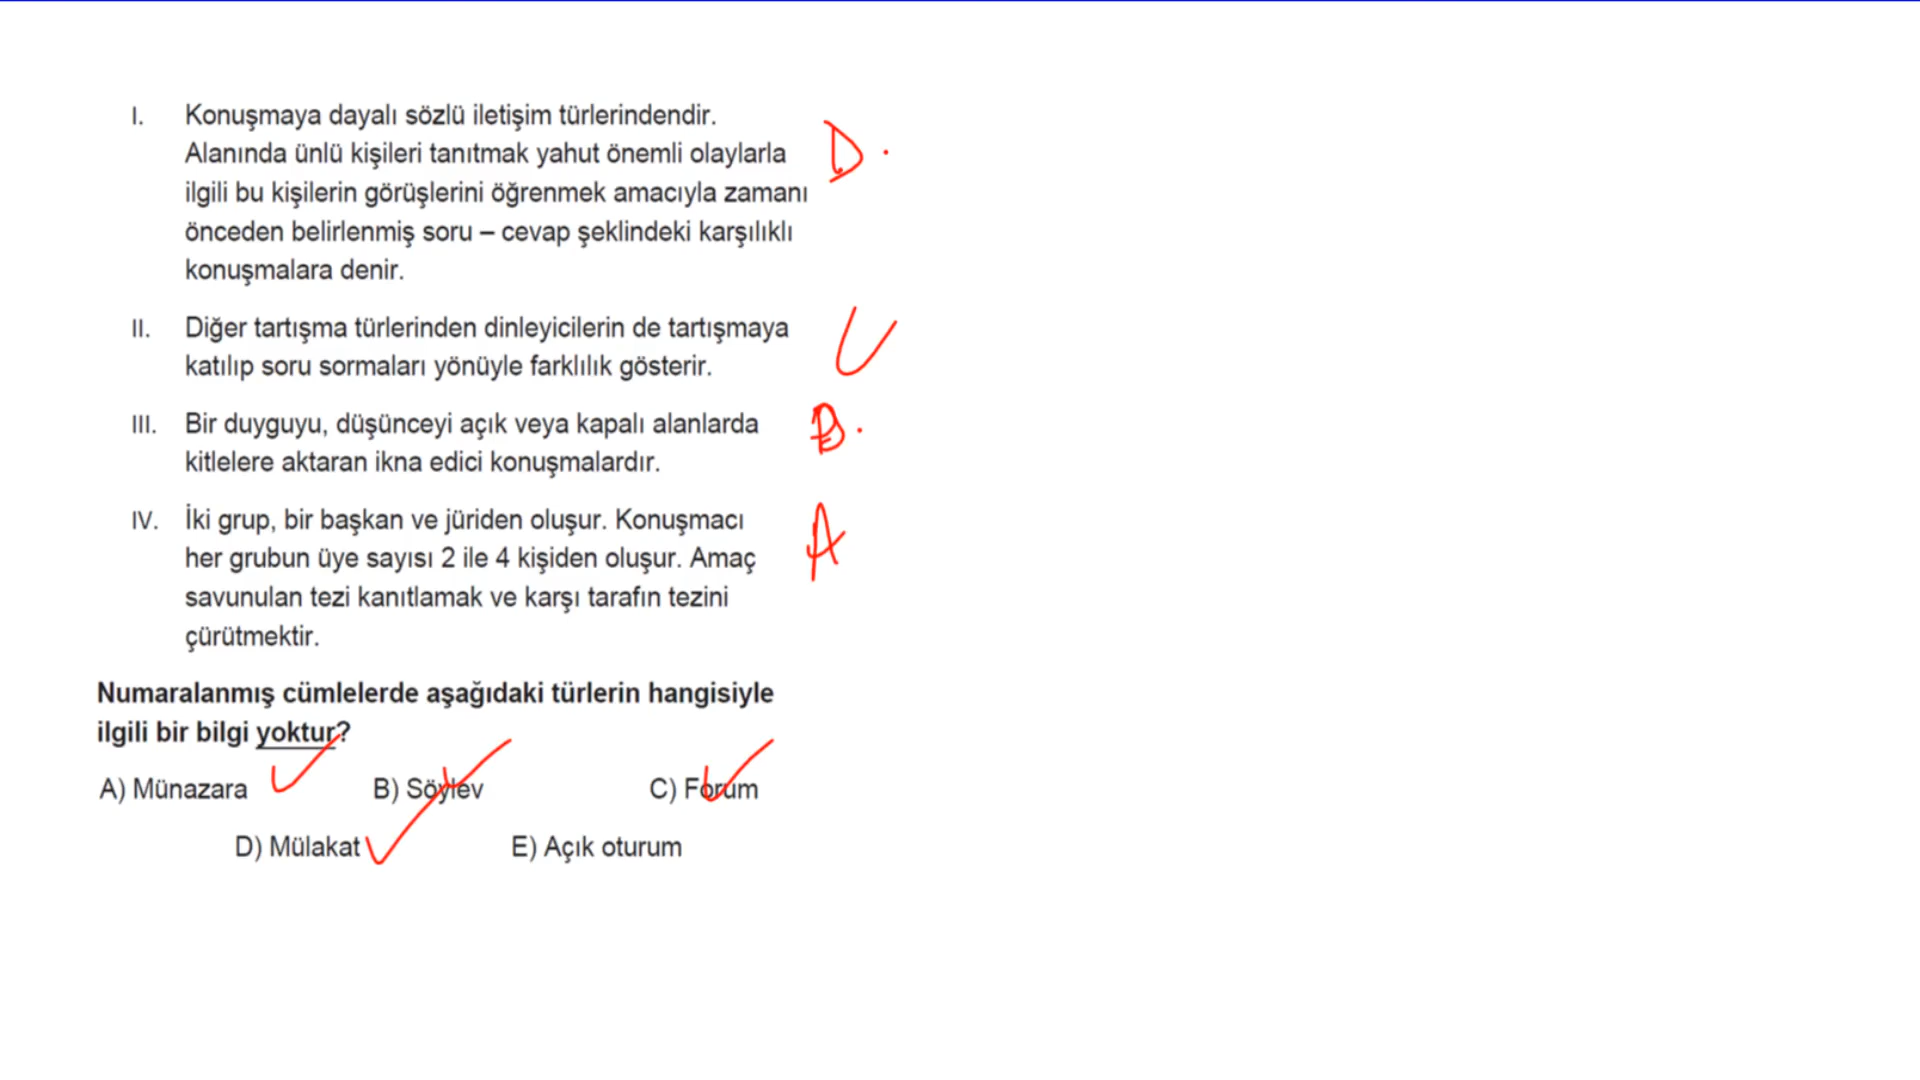 I. Konuşmaya dayalı sözlü iletişim türlerindendir.
Alanında ünlü kişileri tanıtmak yahut önemli olaylarla D.
ilgili bu kişilerin görüşlerini öğrenmek amacıyla zamanı
önceden belirlenmiş soru – cevap şeklindeki karşılıklı
konuşmalara denir.
II. Diğer tartışma türlerinden dinleyicilerin de tartışmaya
katılıp soru sormaları yönüyle farklılık gösterir.
III. Bir duyguyu, düşünceyi açık veya kapalı alanlarda B.
kitlelere aktaran ikna edici konuşmalardır.
IV. İki grup, bir başkan ve jüriden oluşur. Konuşmacı A
her grubun üye sayısı 2 ile 4 kişiden oluşur. Amaç
savunulan tezi kanıtlamak ve karşı tarafın tezini
çürütmektir.
Numaralanmış cümlelerde aşağıdaki türlerin hangisiyle
ilgili bir bilgi yoktur?
A) Münazara B) Söylev C) Forum
D) Mülakat E) Açık oturum